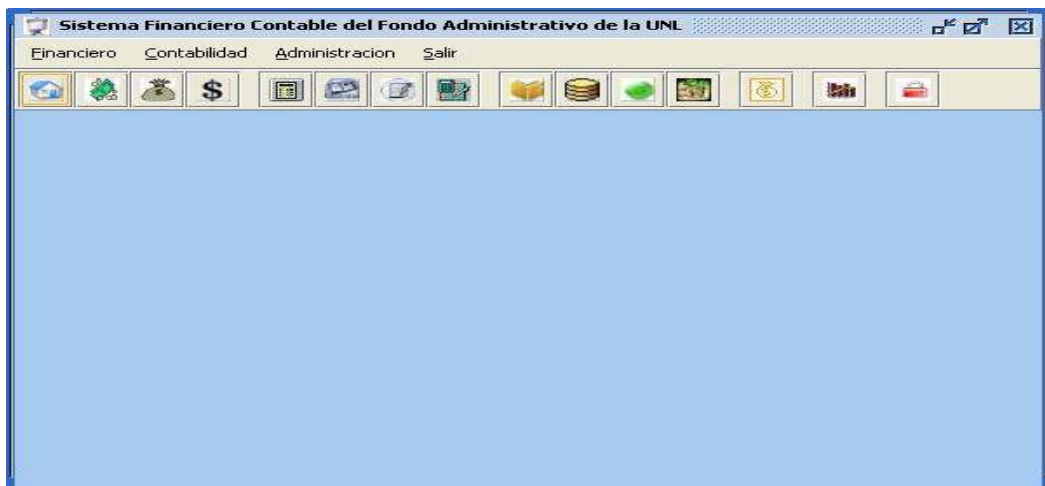 Sistema Financiero Contable del Fondo Administrativo de la UNL
Financiero Contabilidad Administracion Salir
$